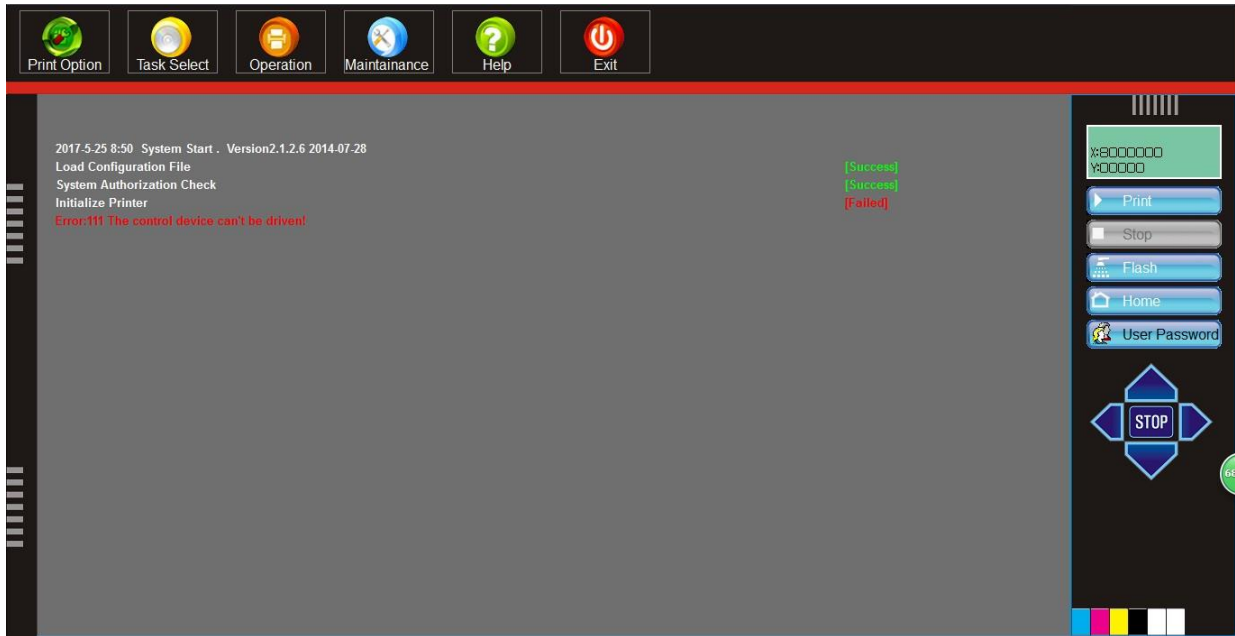 Print Option
Task Select
Operation
Maintainance
Help
Exit
2017-5-25 8:50 System Start . Version2.1.2.6 2014-07-28
Load Configuration File [Success]
System Authorization Check [Success]
Initialize Printer [Failed]
Error:111 The control device can't be driven!
X:8000000
Y:00000
Print
Stop
Flash
Home
User Password
STOP
68